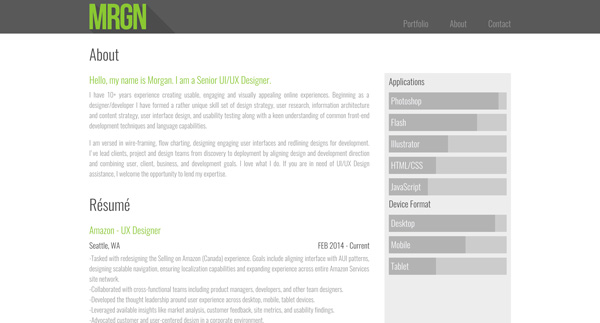 MRGN
Portfolio About Contact
About
Hello, my name is Morgan. I am a Senior UI/UX Designer.
I have 10+ years experience creating usable, engaging and visually appealing online experiences. Beginning as a
designer/developer I have formed a rather unique skill set of design strategy, user research, information architecture
and content strategy, user interface design, and usability testing along with a keen understanding of common front-end
development techniques and language capabilities.
I am versed in wire-framing, flow charting, designing engaging user interfaces and redlining designs for development.
I've lead clients, project and design teams from discovery to deployment by aligning design and development direction
and combining user, client, business, and development goals. I love what I do. If you are in need of UI/UX Design
assistance, I welcome the opportunity to lend my expertise.
Résumé
Amazon - UX Designer
Seattle, WA FEB 2014 - Current
-Tasked with redesigning the Selling on Amazon (Canada) experience. Goals include aligning interface with AUI patterns,
designing scalable navigation, ensuring localization capabilities and expanding experience across entire Amazon Services
site network.
-Collaborated with cross functional teams including product managers, developers, and other team designers.
-Developed the thought leadership around user experience across desktop, mobile, tablet devices.
-Leveraged available insights like market analysis, customer feedback, site metrics, and usability findings.
-Advocated customer and user-centered design in a corporate environment.
Applications
Photoshop
Flash
Illustrator
HTML/CSS
JavaScript
Device Format
Desktop
Mobile
Tablet